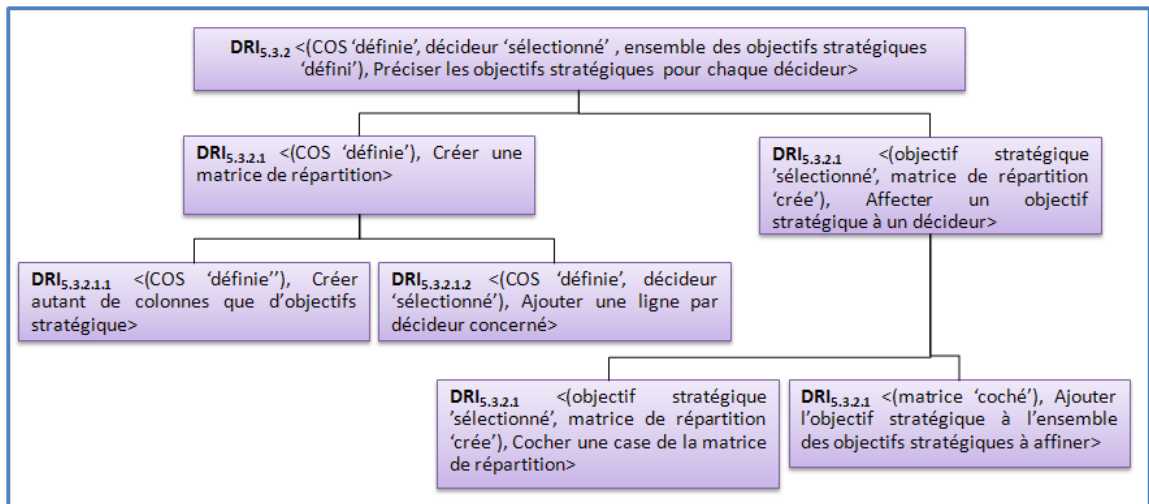 DRI5.3.2 <(COS ‘définie’, décideur ‘sélectionné’ , ensemble des objectifs stratégiques
‘défini’), Préciser les objectifs stratégiques pour chaque décideur>
DRI5.3.2.1 <(COS ‘définie’), Créer une
matrice de répartition>
DRI5.3.2.1 <(objectif stratégique
’sélectionné’, matrice de répartition
‘crée’), Affecter un objectif
stratégique à un décideur>
DRI5.3.2.1.1 <(COS ‘définie’’), Créer
autant de colonnes que d’objectifs
stratégique>
DRI5.3.2.1.2 <(COS ‘définie’, décideur
‘sélectionné’), Ajouter une ligne par
décideur concerné>
DRI5.3.2.1 <(objectif stratégique
’sélectionné’, matrice de répartition
‘crée’), Cocher une case de la matrice
de répartition>
DRI5.3.2.1 <(matrice ‘coché’), Ajouter
l’objectif stratégique à l’ensemble
des objectifs stratégiques à affiner>